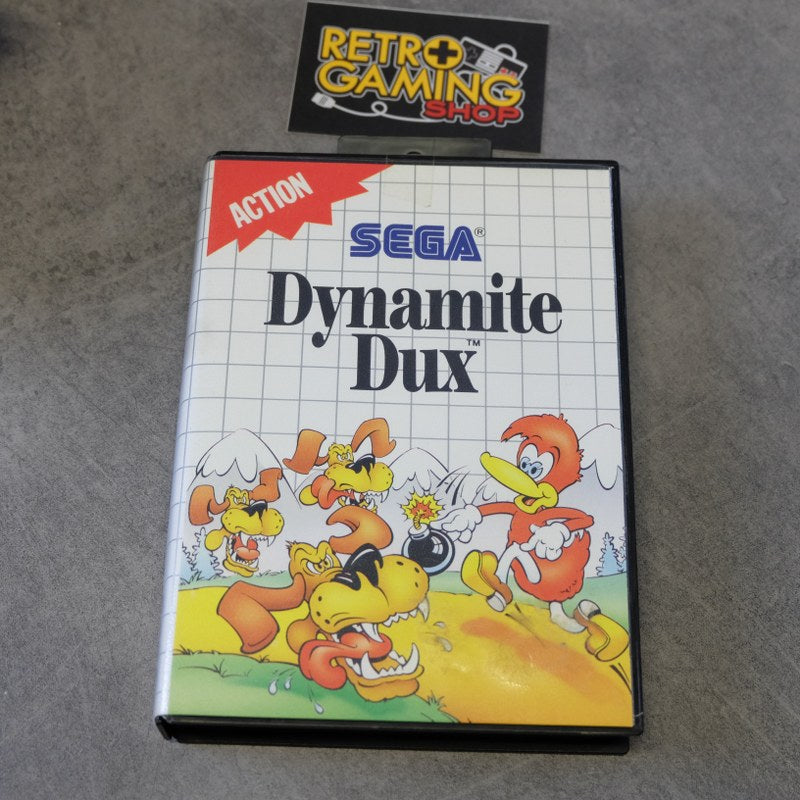 RETRO
GAMING
SHOP
ACTION
SEGA®
Dynamite
Dux™